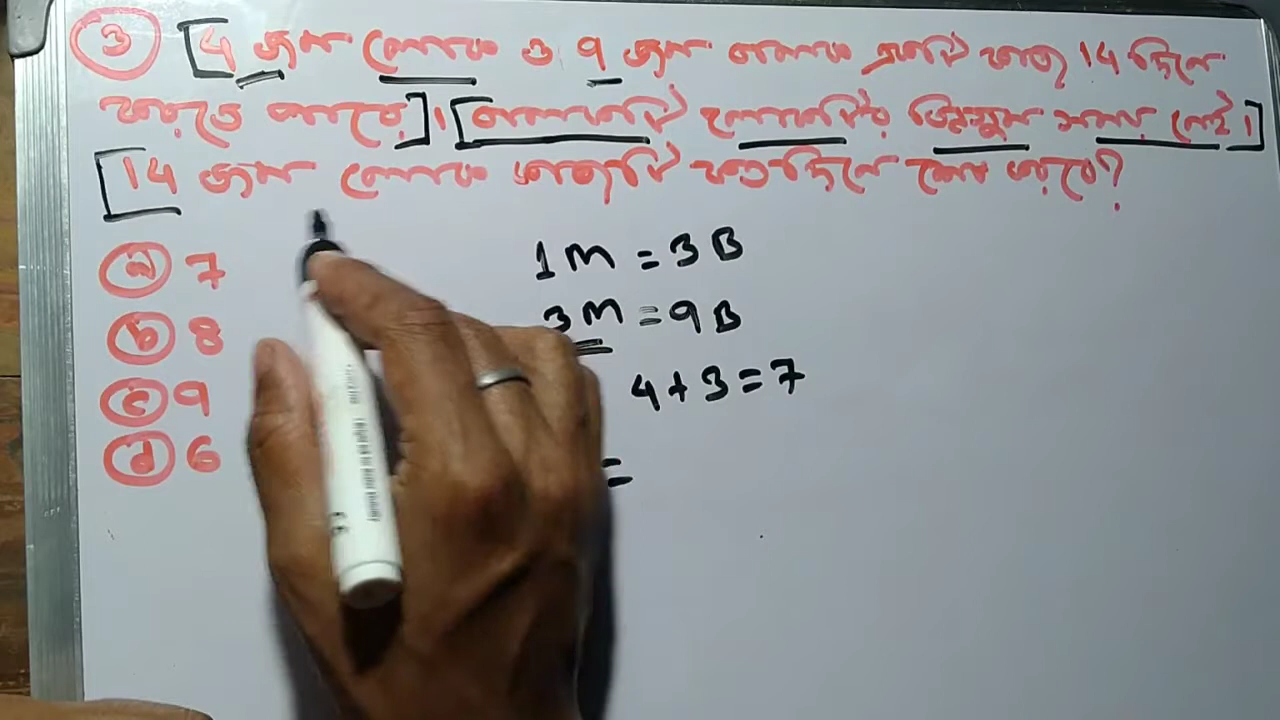 ③ [4 জন লোক ও 9 জন বালক একটি কাজ 14 দিনে
করতে পারে]। [বালকটি লোকটির তিনগুন সময় নেই।]
[14 জন লোক কাজটি কতদিনে শেষ করবে?
ⓐ 7
ⓑ 8
ⓒ 9
ⓓ 6
1M = 3B
3M = 9B
4+3=7
=